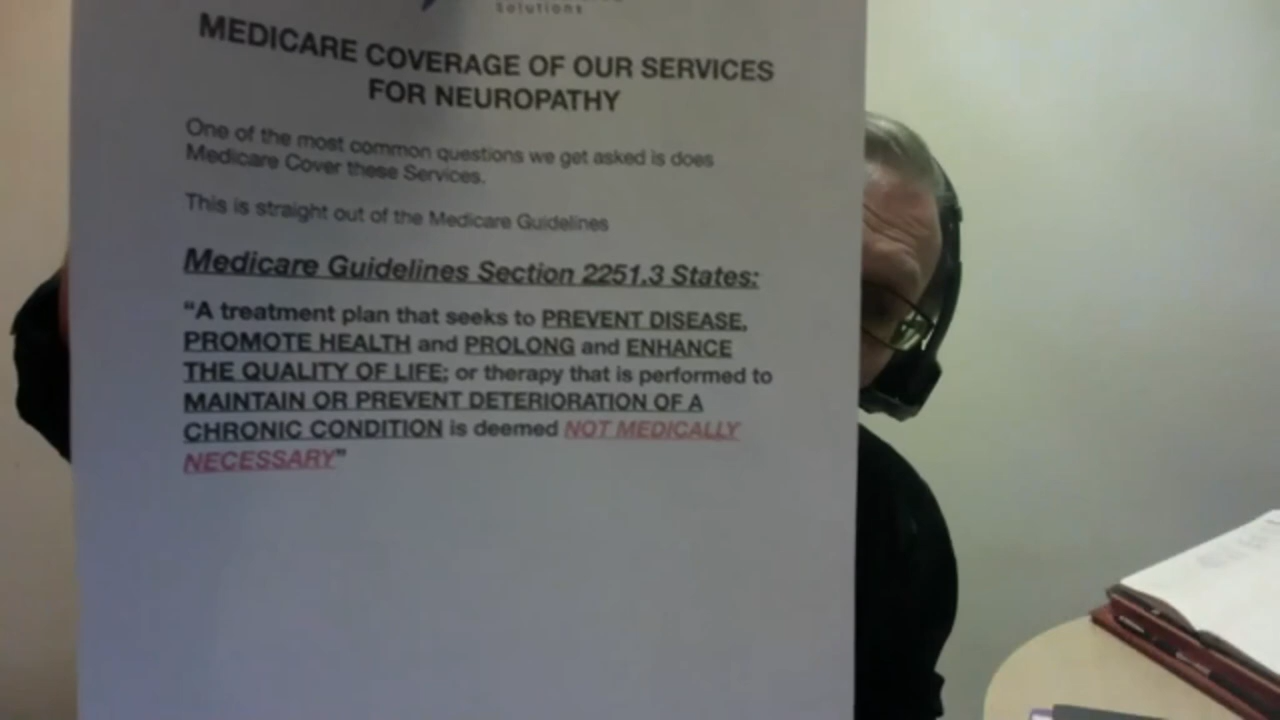 Solutions
MEDICARE COVERAGE OF OUR SERVICES
FOR NEUROPATHY
One of the most common questions we get asked is does
Medicare Cover these Services.
This is straight out of the Medicare Guidelines
Medicare Guidelines Section 2251.3 States:
“A treatment plan that seeks to PREVENT DISEASE,
PROMOTE HEALTH and PROLONG and ENHANCE
THE QUALITY OF LIFE; or therapy that is performed to
MAINTAIN OR PREVENT DETERIORATION OF A
CHRONIC CONDITION is deemed NOT MEDICALLY
NECESSARY”